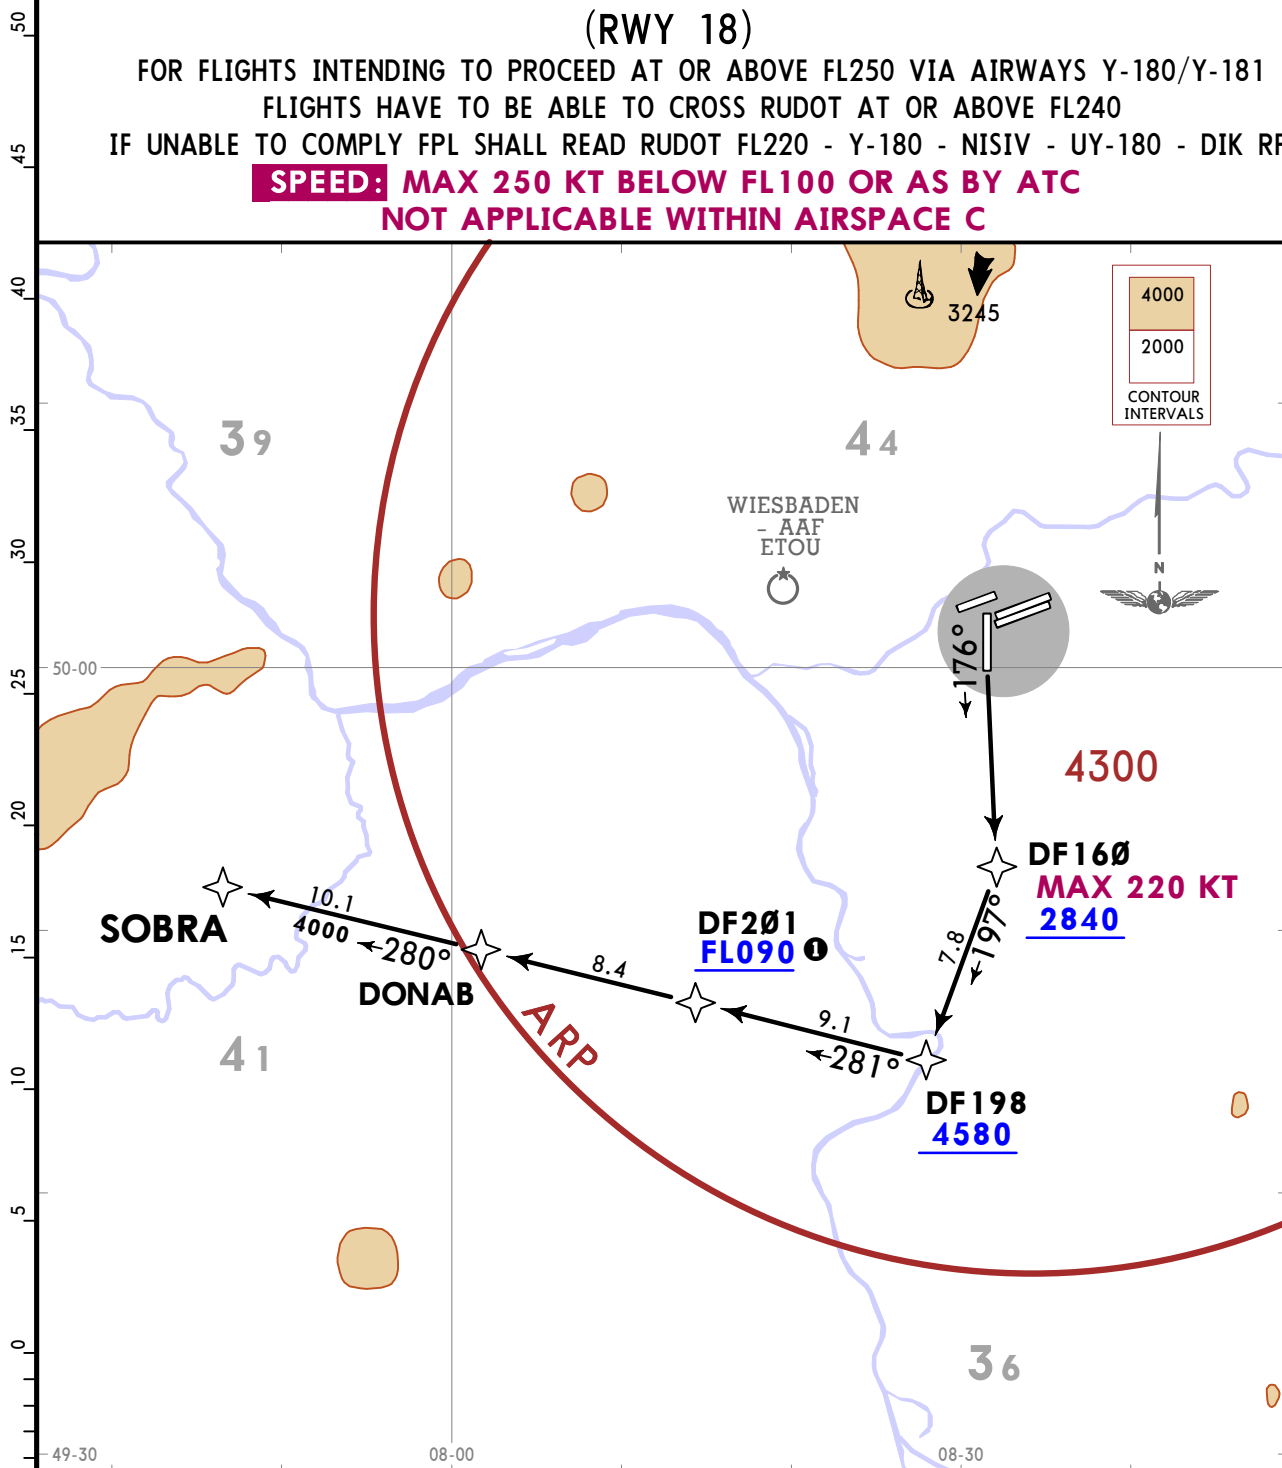 (RWY 18)
FOR FLIGHTS INTENDING TO PROCEED AT OR ABOVE FL250 VIA AIRWAYS Y-180/Y-181
FLIGHTS HAVE TO BE ABLE TO CROSS RUDOT AT OR ABOVE FL240
IF UNABLE TO COMPLY FPL SHALL READ RUDOT FL220 - Y-180 - NISIV - UY-180 - DIK RF
SPEED: MAX 250 KT BELOW FL100 OR AS BY ATC
NOT APPLICABLE WITHIN AIRSPACE C
50
45
40
35
30
25
20
15
10
5
0
3245
4000
2000
CONTOUR
INTERVALS
39
44
WIESBADEN
- AAF
ETOU
N
176°
50-00
4300
DF16Ø
MAX 220 KT
2840
7.8
197°
DF2Ø1
FL090 1
10.1
4000
280°
SOBRA
DONAB
8.4
9.1
281°
ARP
41
DF198
4580
36
49-30
08-00
08-30